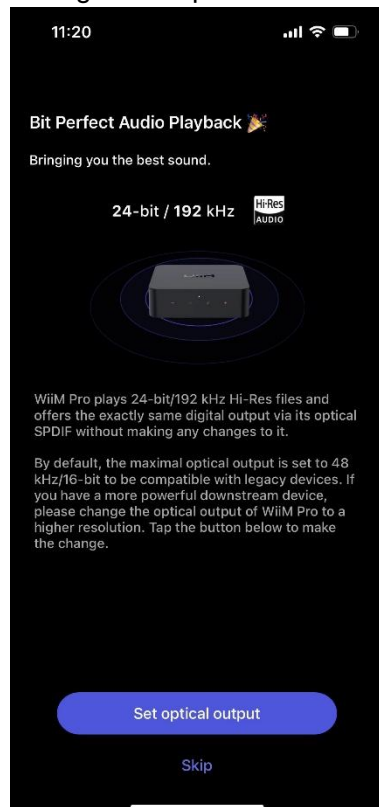 11:20
Bit Perfect Audio Playback 🎉
Bringing you the best sound.
24-bit / 192 kHz
Hi-Res
AUDIO
WiiM
WiiM Pro plays 24-bit/192 kHz Hi-Res files and
offers the exactly same digital output via its optical
SPDIF without making any changes to it.
By default, the maximal optical output is set to 48
kHz/16-bit to be compatible with legacy devices. If
you have a more powerful downstream device,
please change the optical output of WiiM Pro to a
higher resolution. Tap the button below to make
the change.
Set optical output
Skip